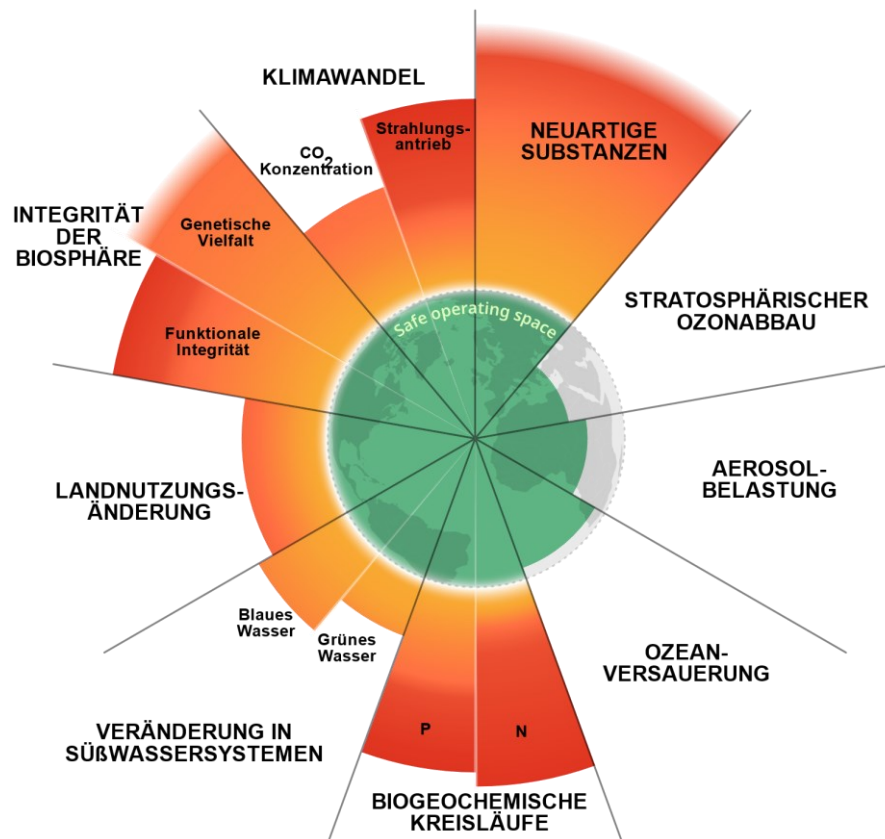 KLIMAWANDEL
CO2
Konzentration
Strahlungs-
antrieb
NEUARTIGE
SUBSTANZEN
STRATOSPHÄRISCHER
OZONABBAU
AEROSOL-
BELASTUNG
OZEAN-
VERSAUERUNG
BIOGEOCHEMISCHE
KREISLÄUFE
P
N
VERÄNDERUNG IN
SÜßWASSERSYSTEMEN
Blaues
Wasser
Grünes
Wasser
LANDNUTZUNGS-
ÄNDERUNG
INTEGRITÄT
DER
BIOSPHÄRE
Genetische
Vielfalt
Funktionale
Integrität
Safe operating space